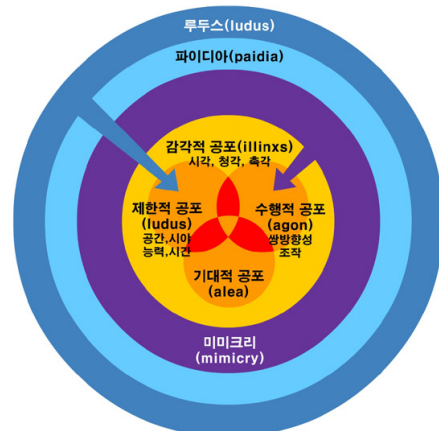 루두스(ludus)
파이디아(paidia)
감각적 공포(illinxs)
시각, 청각, 촉각
제한적 공포
(ludus)
공간,시야
능력,시간
수행적 공포
(agon)
쌍방향성
조작
기대적 공포
(alea)
미미크리
(mimicry)